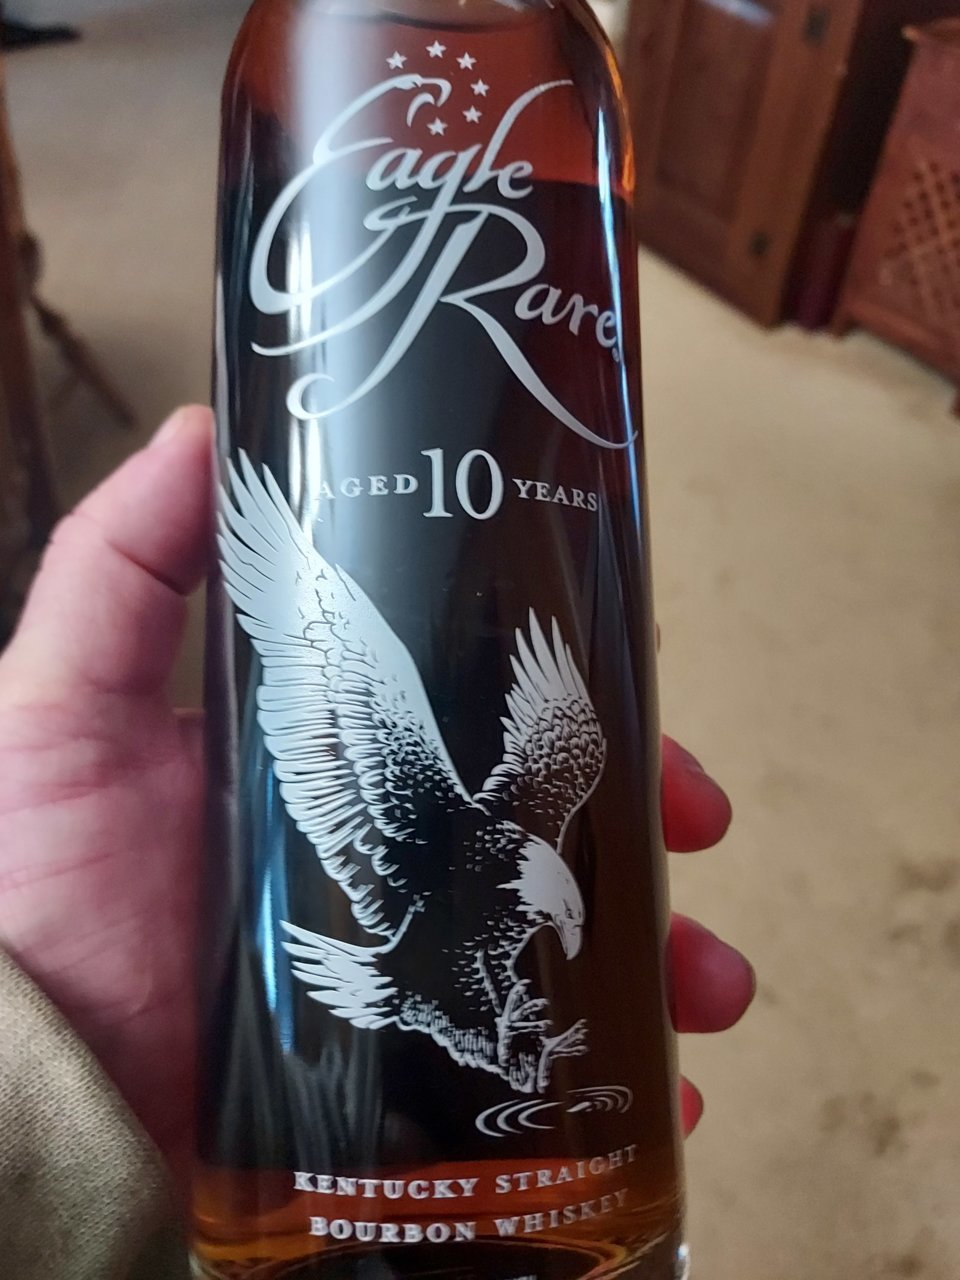 Eagle
Rare®
AGED 10 YEARS
KENTUCKY STRAIGHT
BOURBON WHISKEY